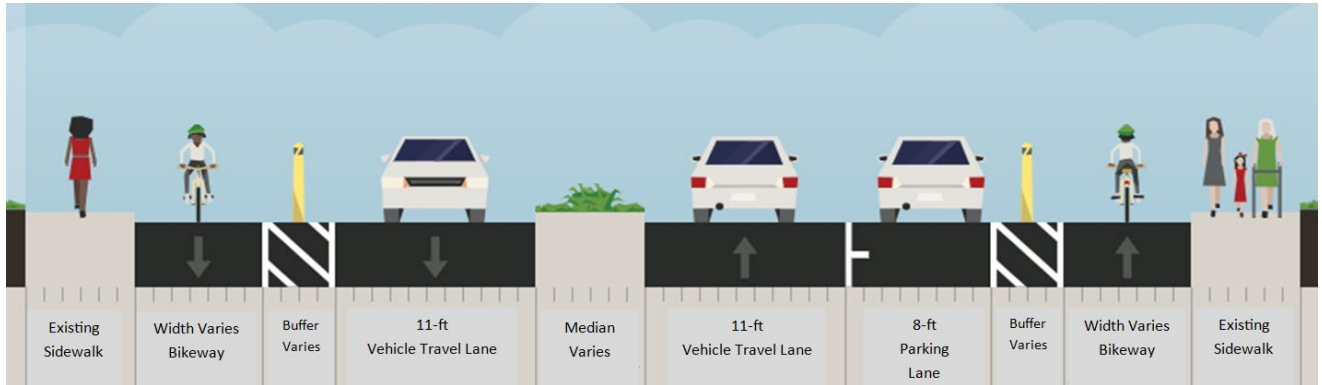 Existing
Sidewalk
Width Varies
Bikeway
Buffer
Varies
11-ft
Vehicle Travel Lane
Median
Varies
11-ft
Vehicle Travel Lane
8-ft
Parking
Lane
Buffer
Varies
Width Varies
Bikeway
Existing
Sidewalk